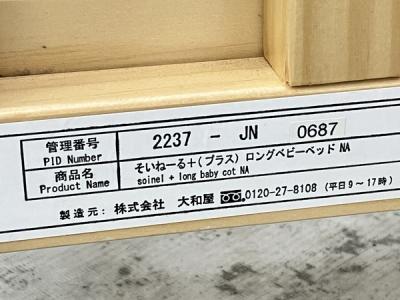 管理番号 2237 - JN 0687
PID Number
商品名 そいねーる+(プラス) ロングベビーベッド NA
Product Name soinel + long baby cot NA
製造元: 株式会社 大和屋 0120-27-8108 (平日9~17時)